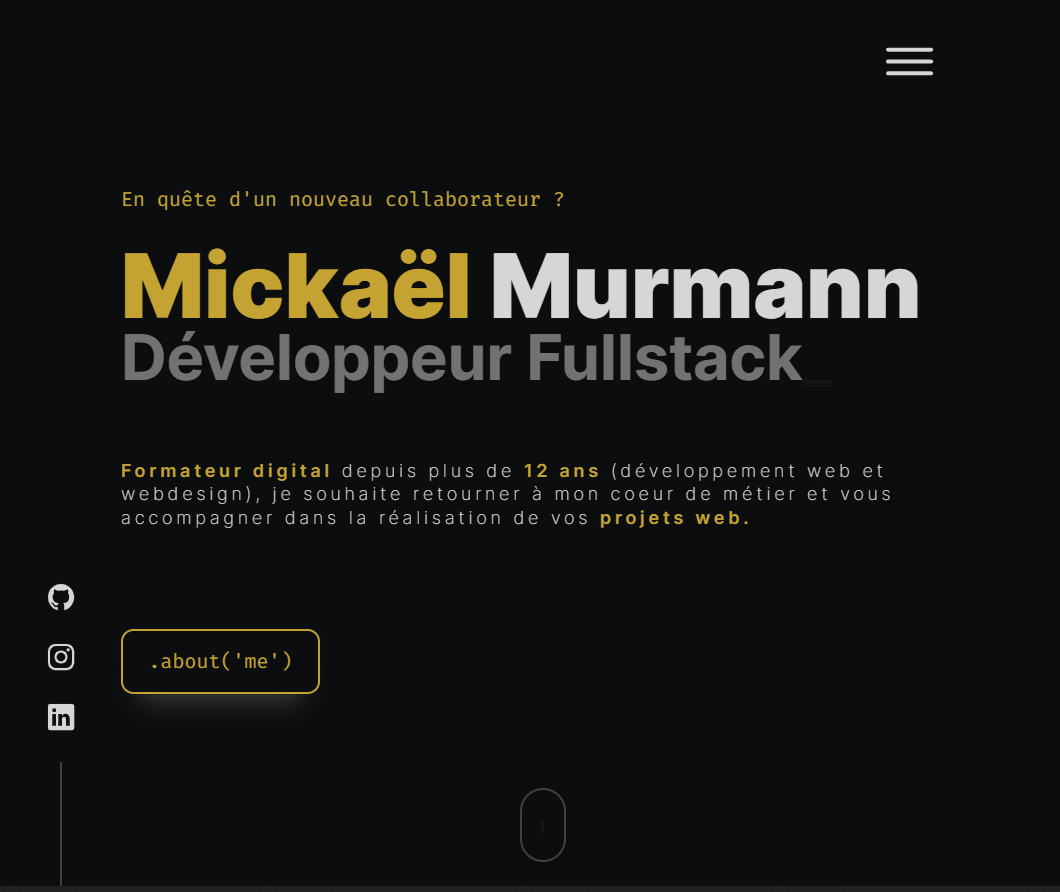 En quête d'un nouveau collaborateur ?
Mickaël Murmann
Développeur Fullstack_
Formateur digital depuis plus de 12 ans (développement web et
webdesign), je souhaite retourner à mon coeur de métier et vous
accompagner dans la réalisation de vos projets web.
.about('me')